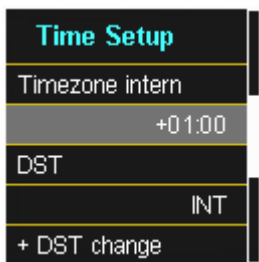 Time Setup
Timezone intern
+01:00
DST
INT
+ DST change